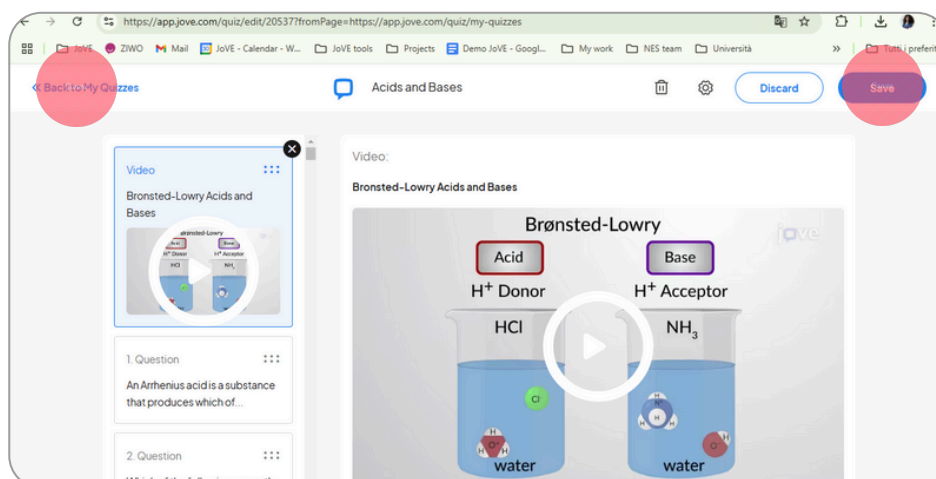 https://app.jove.com/quiz/edit/20537?fromPage=https://app.jove.com/quiz/my-quizzes
JoVE ZIWO Mail JoVE - Calendar - W... JoVE tools Projects Demo JoVE - Googl... My work NES team Università » Tutti i preferit
« Back to My Quizzes Acids and Bases Discard Save
Video
Bronsted-Lowry Acids and
Bases
Brønsted-Lowry
Acid Base
H⁺ Donor H⁺ Acceptor
HCl NH₃
1. Question
An Arrhenius acid is a substance
that produces which of...
2. Question
Video:
Bronsted-Lowry Acids and Bases
Brønsted-Lowry
jove
Acid Base
H⁺ Donor H⁺ Acceptor
HCl NH₃
Cl⁻
H N⁺ H
H
H
H O⁺ H
O⁻ H
water water